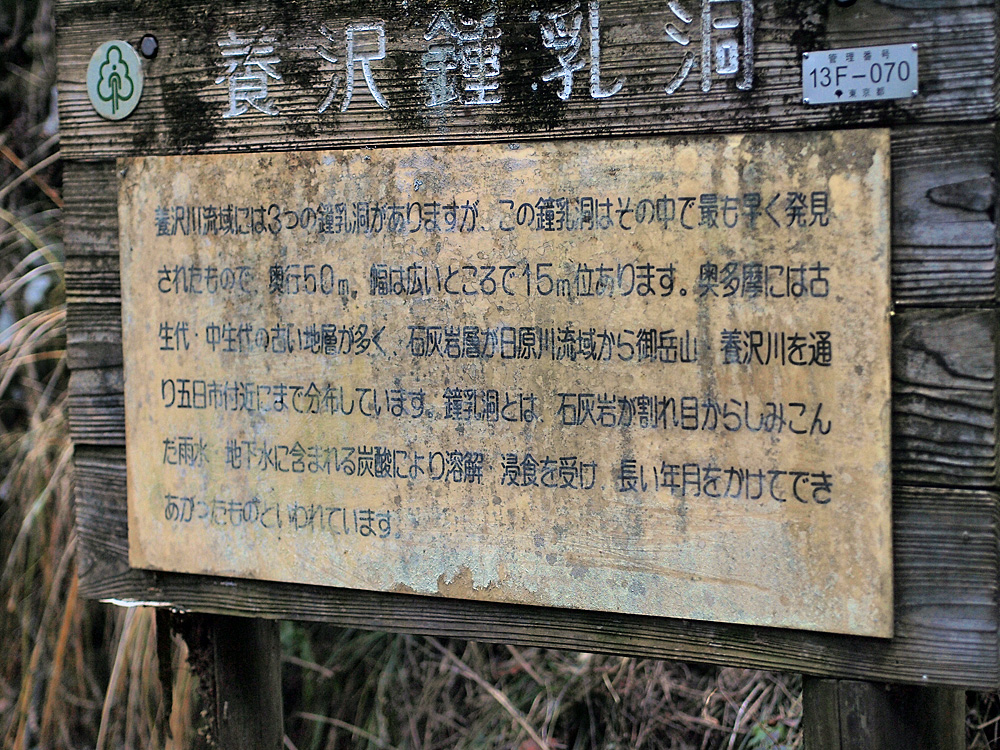 養沢鍾乳洞
管理番号
13F-070
東京都
養沢川流域には3つの鍾乳洞がありますが、この鍾乳洞はその中で最も早く発見
されたもので、奥行50m、幅は広いところで15m位あります。奥多摩には古
生代・中生代の古い地層が多く、石灰岩層が日原川流域から御岳山、養沢川を通
り五日市付近にまで分布しています。鍾乳洞とは、石灰岩が割れ目からしみこん
だ雨水・地下水に含まれる炭酸により溶解・浸食を受け、長い年月をかけてでき
あがったものといわれています。